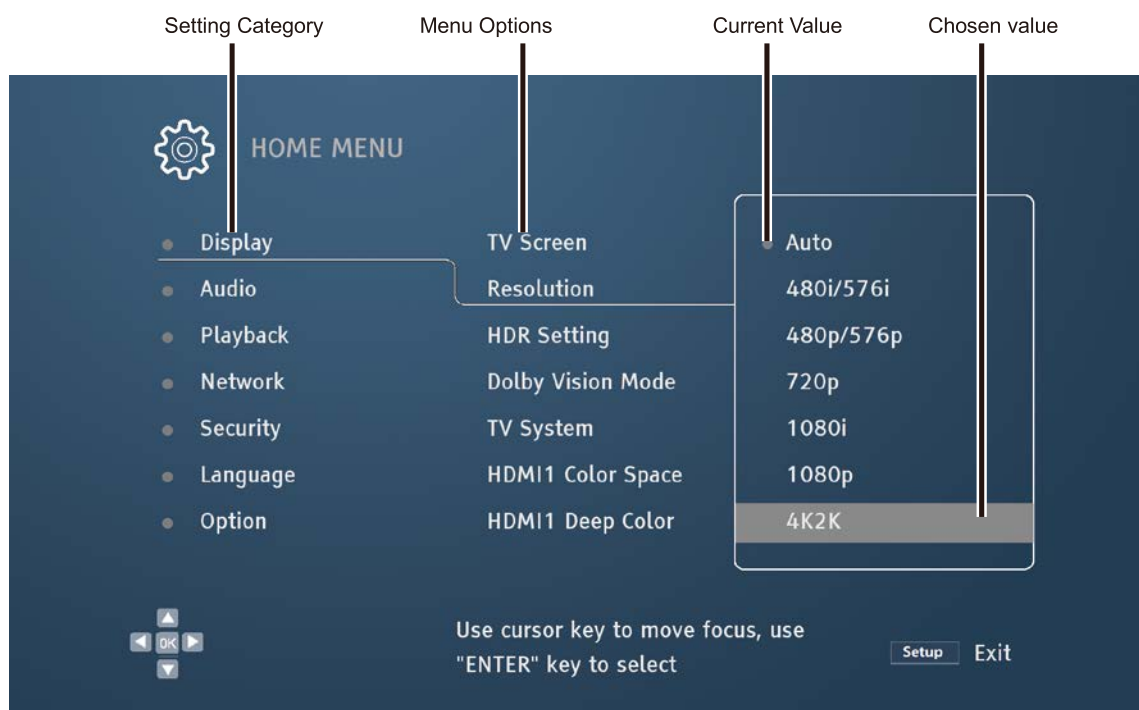 Setting Category Menu Options Current Value Chosen value
HOME MENU
Display TV Screen Auto
Audio Resolution 480i/576i
Playback HDR Setting 480p/576p
Network Dolby Vision Mode 720p
Security TV System 1080i
Language HDMI1 Color Space 1080p
Option HDMI1 Deep Color 4K2K
Use cursor key to move focus, use
OK "ENTER" key to select Setup Exit